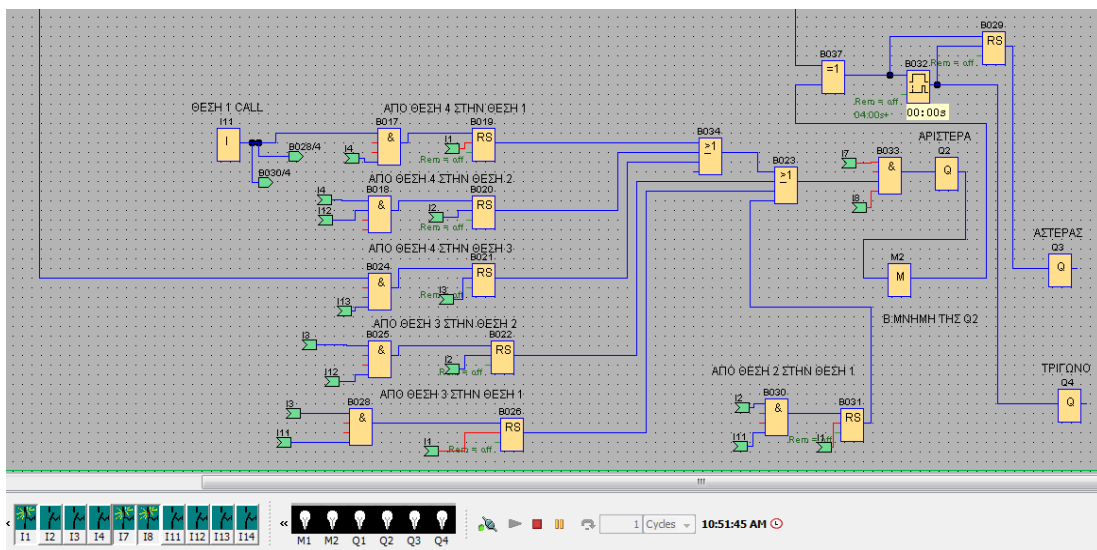 B029
RS
B037
=1
B032
Rem = off
Rem = off
04:00s+
00:00s
ΘΕΣΗ 1 CALL
I11
I
B028/4
B030/4
ΑΠΟ ΘΕΣΗ 4 ΣΤΗΝ ΘΕΣΗ 1
B017
&
I4
B019
RS
I1
Rem = off
B034
>1
ΑΡΙΣΤΕΡΑ
I7
B033
&
I8
Q2
Q
B023
>1
ΑΠΟ ΘΕΣΗ 4 ΣΤΗΝ ΘΕΣΗ 2
I4
I12
B018
&
B020
RS
I2
Rem = off
ΑΣΤΕΡΑΣ
Q3
Q
ΑΠΟ ΘΕΣΗ 4 ΣΤΗΝ ΘΕΣΗ 3
B024
&
I13
B021
RS
I3
Rem = off
M2
M
Β.ΜΝΗΜΗ ΤΗΣ Q2
ΑΠΟ ΘΕΣΗ 3 ΣΤΗΝ ΘΕΣΗ 2
I3
I12
B025
&
B022
RS
I2
Rem = off
ΤΡΙΓΩΝΟ
Q4
Q
ΑΠΟ ΘΕΣΗ 3 ΣΤΗΝ ΘΕΣΗ 1
I3
I11
B028
&
B026
RS
I1
Rem = off
ΑΠΟ ΘΕΣΗ 2 ΣΤΗΝ ΘΕΣΗ 1
I2
I11
B030
&
B031
RS
Rem = off
I1
I1 I2 I3 I4 I7 I8 I11 I12 I13 I14
M1 M2 Q1 Q2 Q3 Q4
1 Cycles
10:51:45 AM